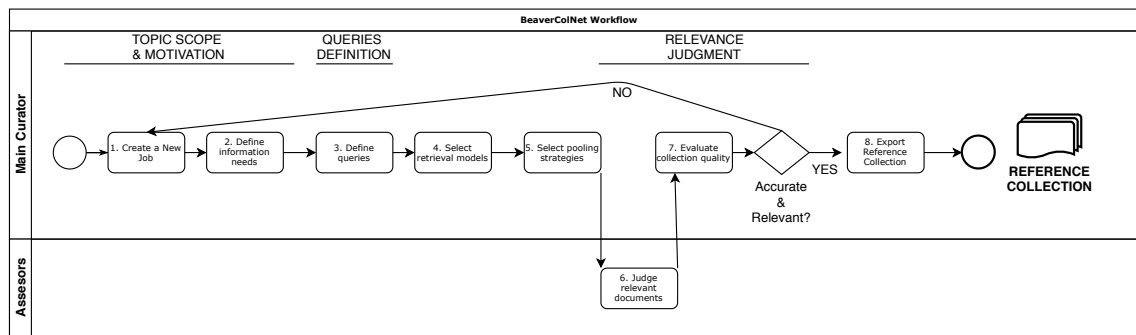 BeaverColNet Workflow
Main Curator
TOPIC SCOPE
& MOTIVATION
QUERIES
DEFINITION
RELEVANCE
JUDGMENT
NO
1. Create a New
Job
2. Define
information
needs
3. Define
queries
4. Select
retrieval models
5. Select pooling
strategies
7. Evaluate
collection quality
Accurate
&
Relevant?
YES
8. Export
Reference
Collection
REFERENCE
COLLECTION
Assesors
6. Judge
relevant
documents